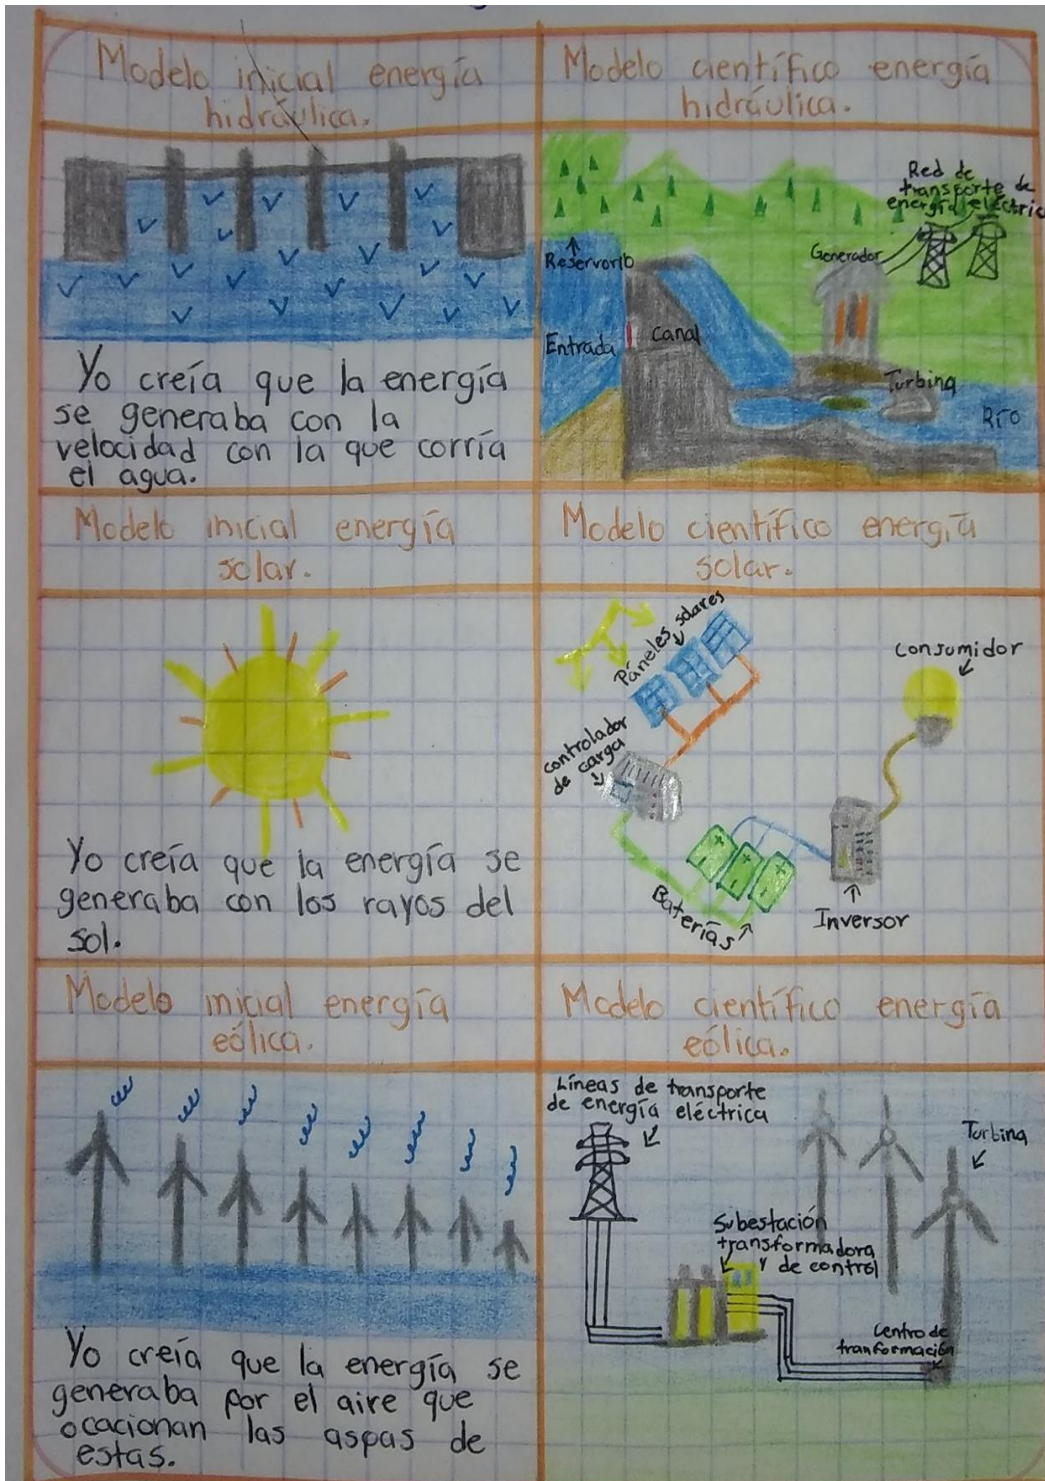 Modelo inicial energía
hidráulica.
Modelo científico energía
hidráulica.
Yo creía que la energía
se generaba con la
velocidad con la que corría
el agua.
Red de
transporte de
energía eléctric
Generador
Reservorio
Entrada
Canal
Turbina
Río
Modelo inicial energía
solar.
Modelo científico energía
solar.
Yo creía que la energía se
generaba con los rayos del
sol.
Páneles solares
Consumidor
Controlador
de carga
Baterías
Inversor
Modelo inicial energía
eólica.
Modelo científico energía
eólica.
Yo creía que la energía se
generaba por el aire que
ocacionan las aspas de
estas.
Líneas de transporte
de energía eléctrica
Turbina
Subestación
transformadora
y de control
Centro de
tranformación